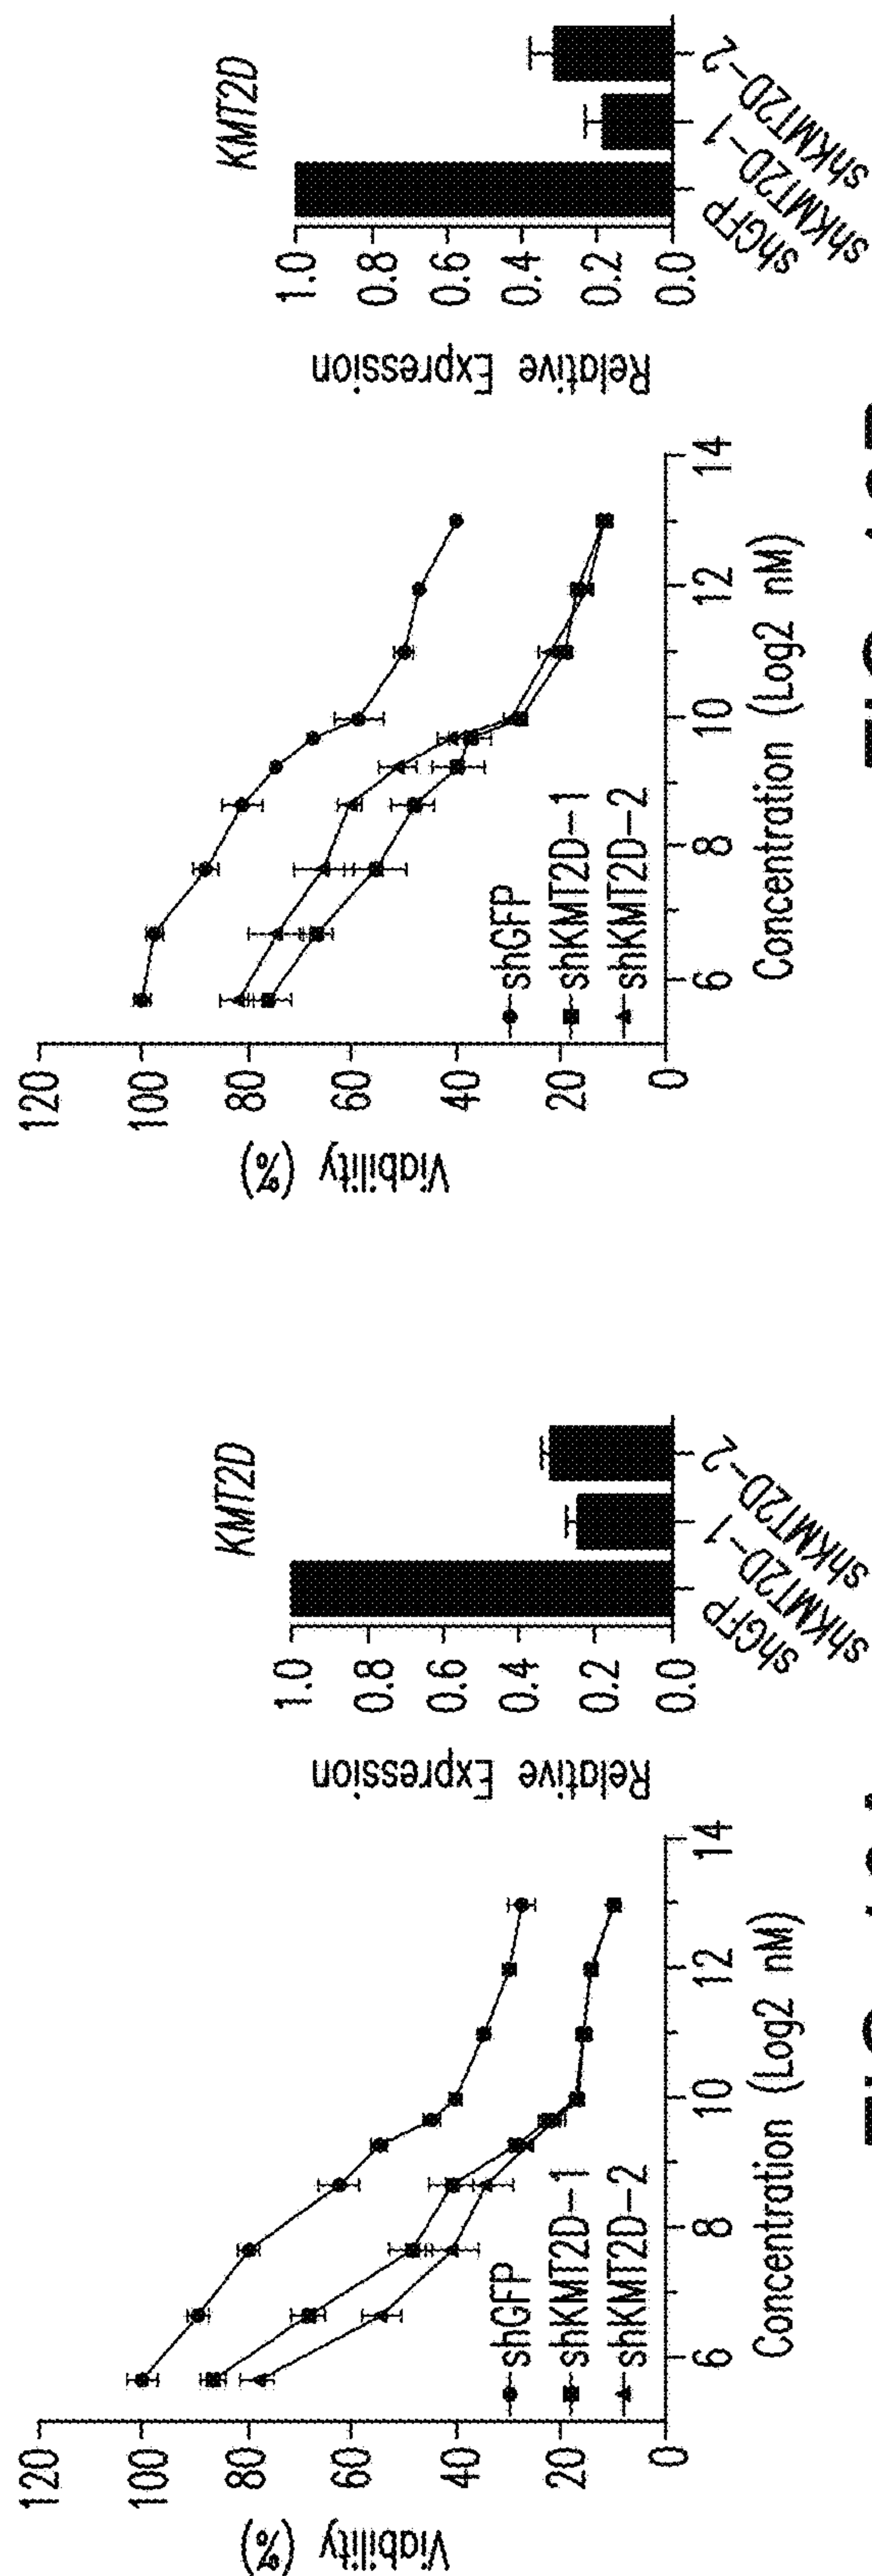 Viability (%)
120
100
80
60
40
20
0
shGFP
shKMT2D-1
shKMT2D-2
6
8
10
12
14
Concentration (Log2 nM)
KMT2D
Relative Expression
1.0
0.8
0.6
0.4
0.2
0.0
shGFP
shKMT2D-1
shKMT2D-2
Viability (%)
120
100
80
60
40
20
0
shGFP
shKMT2D-1
shKMT2D-2
6
8
10
12
14
Concentration (Log2 nM)
KMT2D
Relative Expression
1.0
0.8
0.6
0.4
0.2
0.0
shGFP
shKMT2D-1
shKMT2D-2